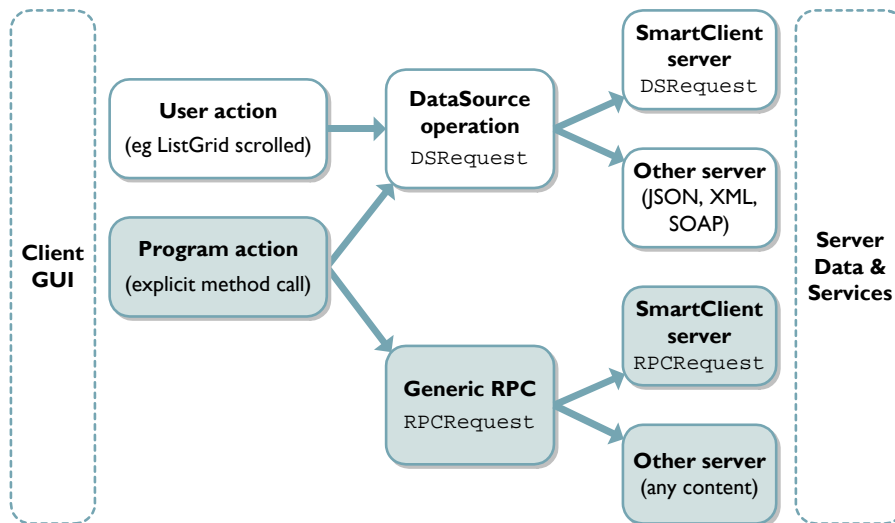 Client
GUI
User action
(eg ListGrid scrolled)
Program action
(explicit method call)
DataSource
operation
DSRequest
Generic RPC
RPCRequest
SmartClient
server
DSRequest
Other server
(JSON, XML,
SOAP)
SmartClient
server
RPCRequest
Other server
(any content)
Server
Data &
Services